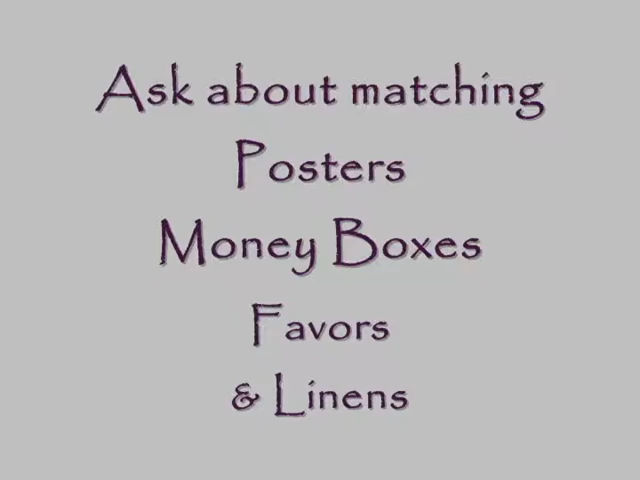 Ask about matching
Posters
Money Boxes
Favors
& Linens